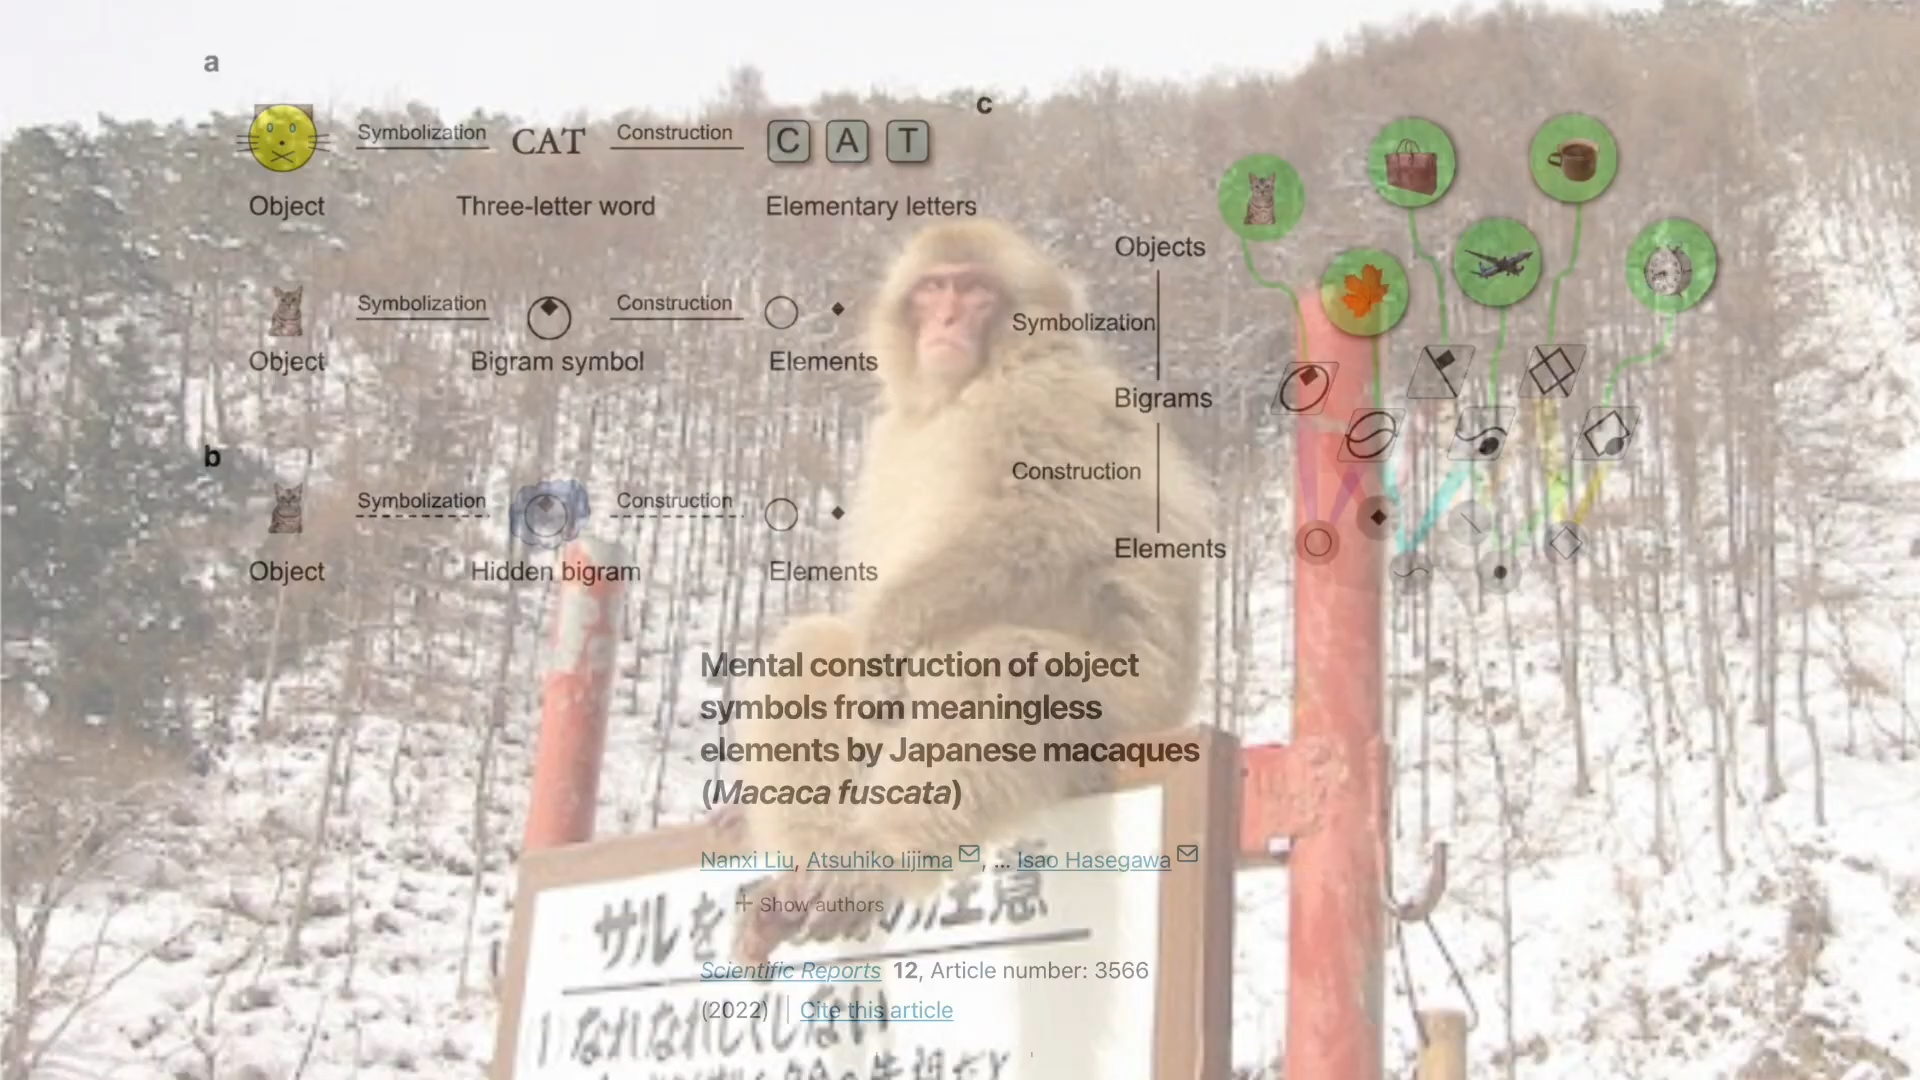 a
Symbolization
CAT
Construction
C A T
Object
Three-letter word
Elementary letters
Symbolization
Construction
Object
Bigram symbol
Elements
b
Symbolization
Construction
Object
Hidden bigram
Elements
c
Objects
Symbolization
Bigrams
Construction
Elements
Mental construction of object
symbols from meaningless
elements by Japanese macaques
(Macaca fuscata)
Nanxi Liu, Atsuhiko Iijima, ... Isao Hasegawa
+ Show authors
Scientific Reports 12, Article number: 3566
(2022) | Cite this article
サルを